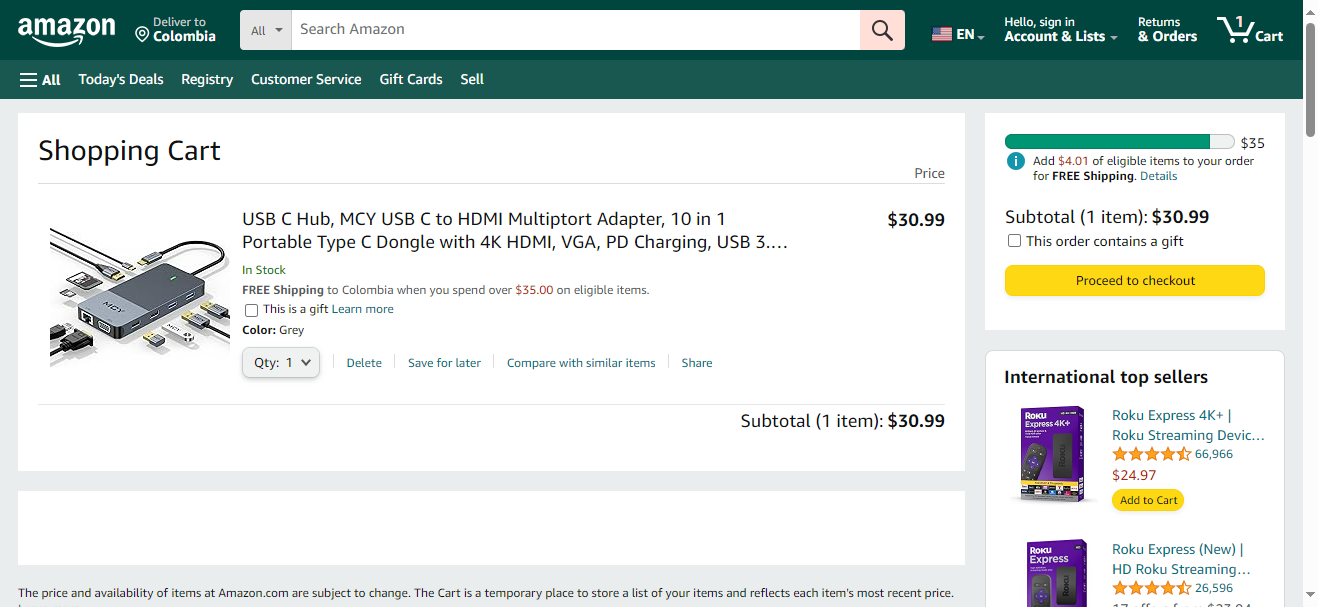 amazon
Deliver to
Colombia
All
Search Amazon
EN
Hello, sign in
Account & Lists
Returns
& Orders
1
Cart
All
Today's Deals
Registry
Customer Service
Gift Cards
Sell
Shopping Cart
Price
USB C Hub, MCY USB C to HDMI Multiptort Adapter, 10 in 1
Portable Type C Dongle with 4K HDMI, VGA, PD Charging, USB 3.…
$30.99
In Stock
FREE Shipping to Colombia when you spend over $35.00 on eligible items.
This is a gift Learn more
Color: Grey
Qty: 1
Delete
Save for later
Compare with similar items
Share
MCY
MCY
Subtotal (1 item): $30.99
The price and availability of items at Amazon.com are subject to change. The Cart is a temporary place to store a list of your items and reflects each item's most recent price.
$35
Add $4.01 of eligible items to your order
for FREE Shipping. Details
Subtotal (1 item): $30.99
This order contains a gift
Proceed to checkout
International top sellers
Roku
Express 4K+
Roku
Roku Express 4K+ |
Roku Streaming Devic…
66,966
$24.97
Add to Cart
Roku
Express
Roku
Roku Express (New) |
HD Roku Streaming…
26,596